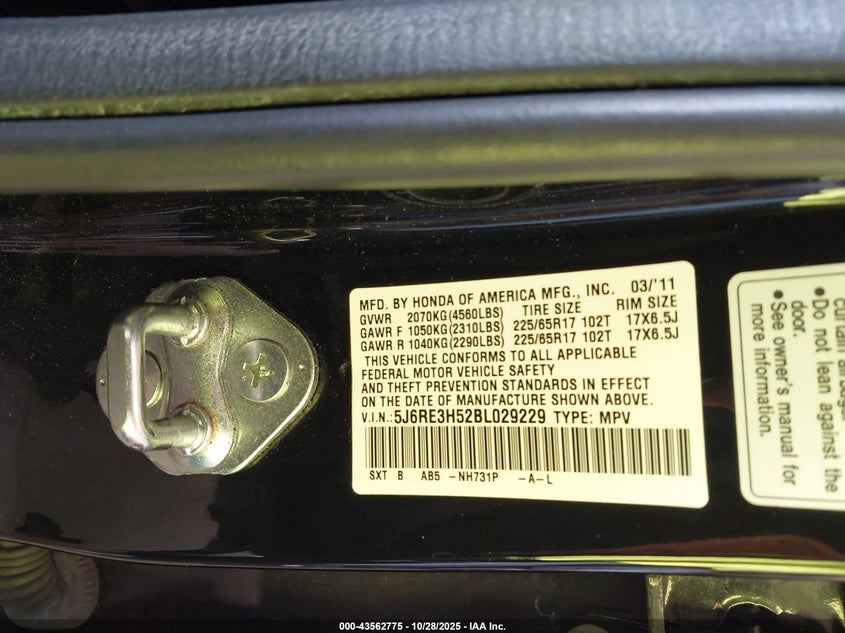 MFD. BY HONDA OF AMERICA MFG., INC. 03/'11
GVWR 2070KG(4560LBS) TIRE SIZE RIM SIZE
GAWR F 1050KG(2310LBS) 225/65R17 102T 17X6.5J
GAWR R 1040KG(2290LBS) 225/65R17 102T 17X6.5J
THIS VEHICLE CONFORMS TO ALL APPLICABLE
FEDERAL MOTOR VEHICLE SAFETY
AND THEFT PREVENTION STANDARDS IN EFFECT
ON THE DATE OF MANUFACTURE SHOWN ABOVE.
V.I.N.:5J6RE3H52BL029229 TYPE: MPV
SXT B AB5 -NH731P -A-L
•Do not lean against the
door.
•See owner's manual for
more information.
000-43562775 - 10/28/2025 - IAA Inc.